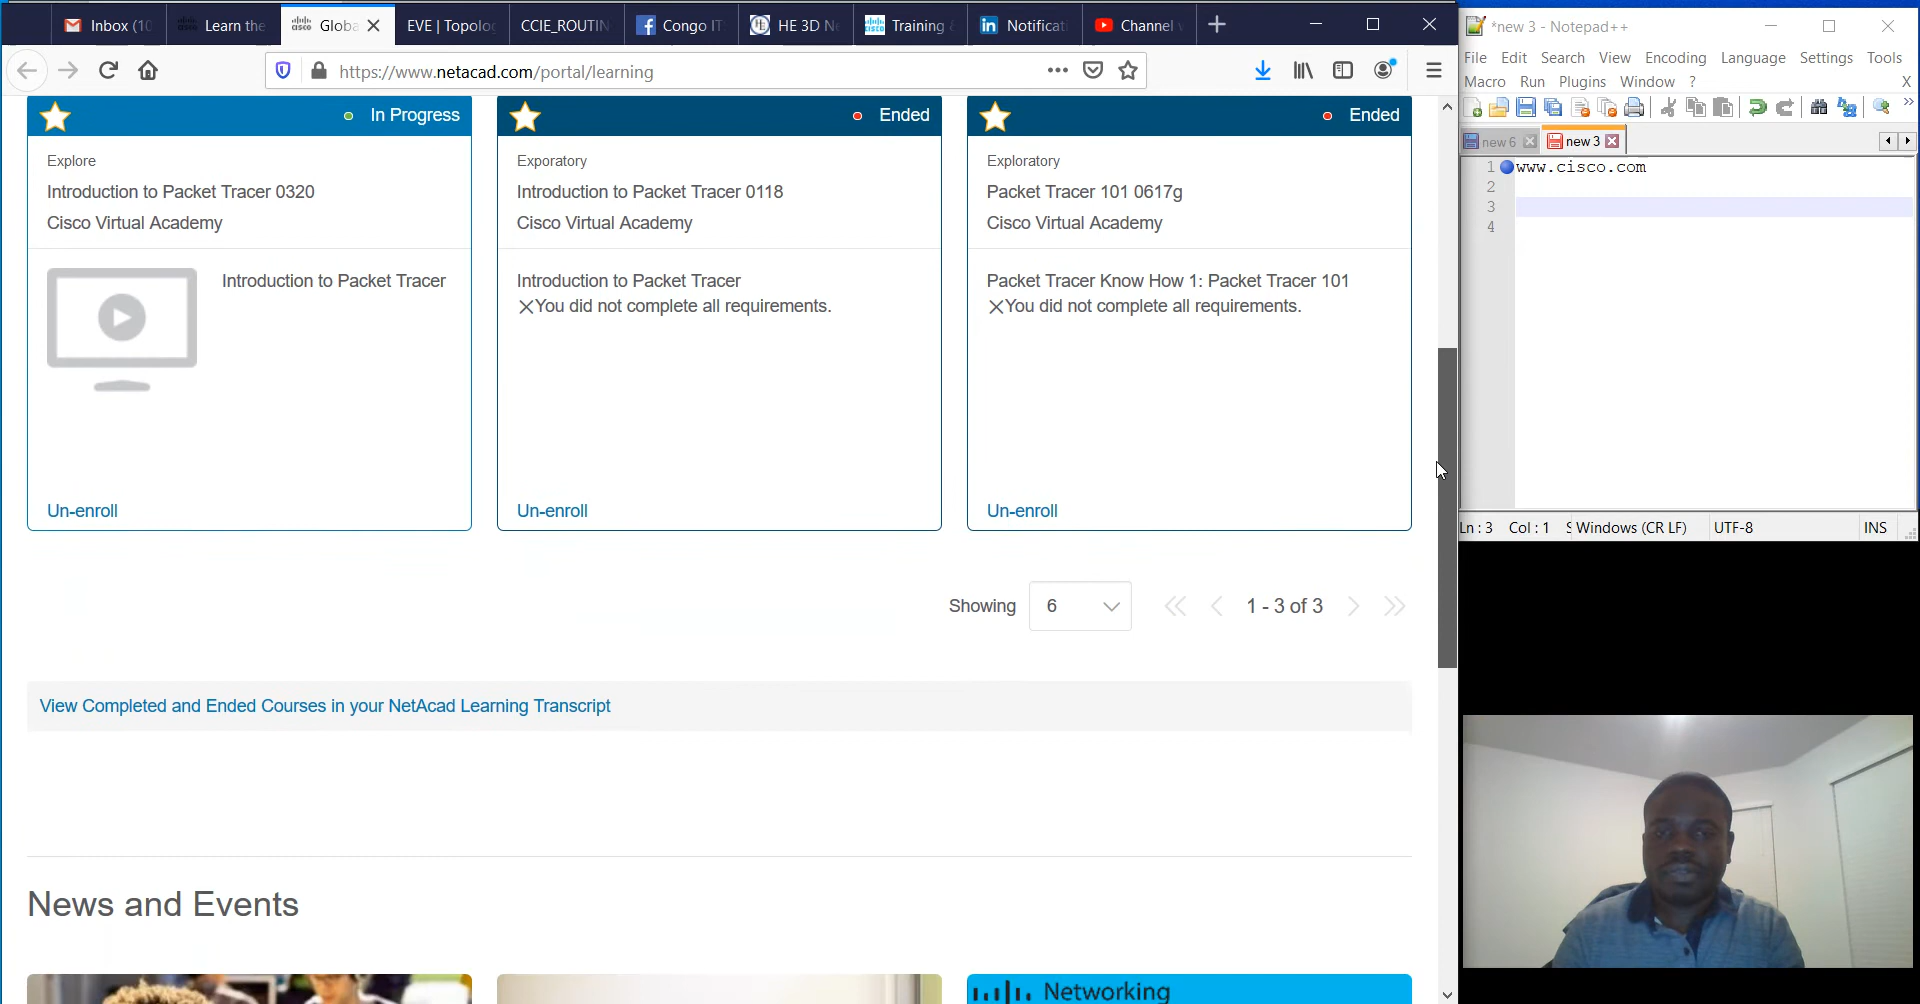 Inbox (10
Learn the
Globa
EVE | Topolo
CCIE_ROUTIN
Congo IT
HE 3D N
Training
Notificati
Channel
https://www.netacad.com/portal/learning
In Progress
Explore
Introduction to Packet Tracer 0320
Cisco Virtual Academy
Introduction to Packet Tracer
Un-enroll
Ended
Exporatory
Introduction to Packet Tracer 0118
Cisco Virtual Academy
Introduction to Packet Tracer
You did not complete all requirements.
Un-enroll
Ended
Exploratory
Packet Tracer 101 0617g
Cisco Virtual Academy
Packet Tracer Know How 1: Packet Tracer 101
You did not complete all requirements.
Un-enroll
Showing 6 1 - 3 of 3
View Completed and Ended Courses in your NetAcad Learning Transcript
News and Events
Networking
*new 3 - Notepad++
File Edit Search View Encoding Language Settings Tools
Macro Run Plugins Window ? X
new 6 new 3
1 www.cisco.com
2
3
4
Ln : 3 Col : 1 S Windows (CR LF) UTF-8 INS